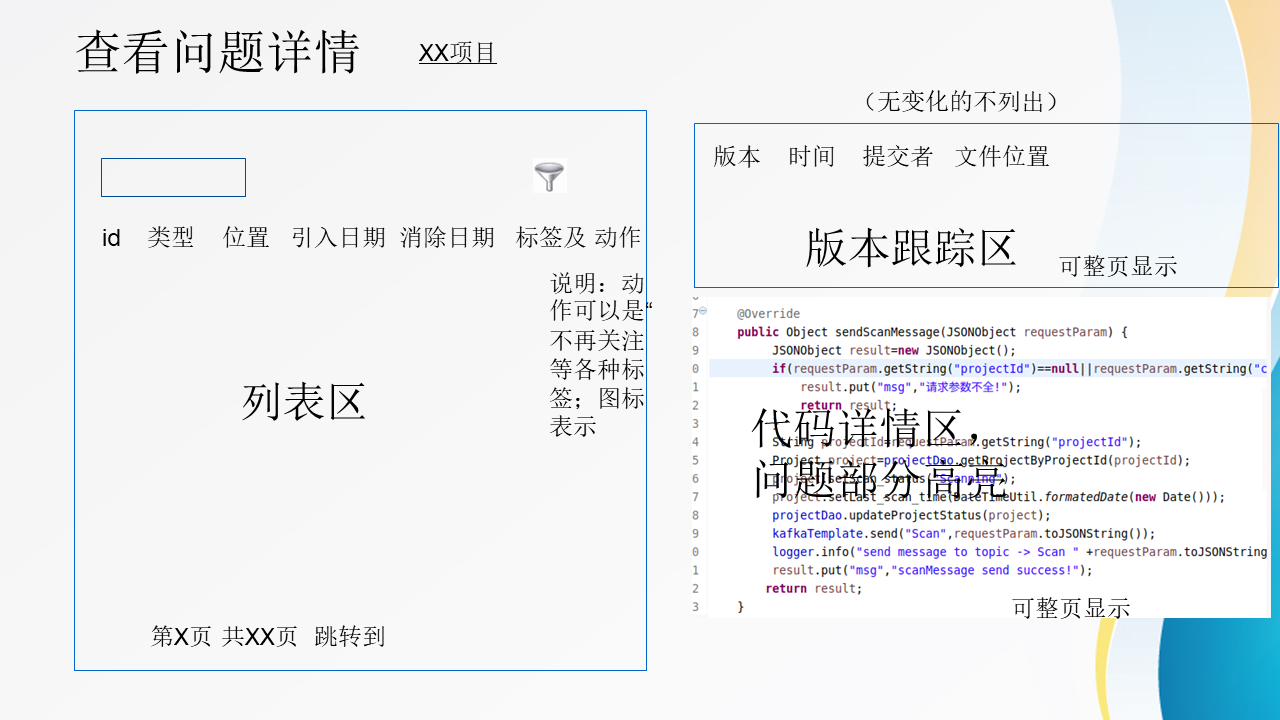 查看问题详情
XX项目
id 类型 位置 引入日期 消除日期 标签及 动作
说明：动
作可以是“
不再关注
等各种标
签；图标
表示
列表区
第X页 共XX页 跳转到
（无变化的不列出）
版本 时间 提交者 文件位置
版本跟踪区
可整页显示
7 @Override
8 public Object sendScanMessage(JSONObject requestParam) {
9 JSONObject result=new JSONObject();
0 if(requestParam.getString("projectId")==null||requestParam.getString("c
1 result.put("msg","请求参数不全!");
2 return result;
3
4 String projectId=requestParam.getString("projectId");
5 Project project=projectDao.getProjectByProjectId(projectId);
6 project.setScan_status("Scanning");
7 project.setLast_scan_time(DateTimeUtil.formatedDate(new Date()));
8 projectDao.updateProjectStatus(project);
9 kafkaTemplate.send("Scan",requestParam.toJSONString());
0 logger.info("send message to topic -> Scan " +requestParam.toJSONString
1 result.put("msg","scanMessage send success!");
2 return result;
3 }
代码详情区，
问题部分高亮
可整页显示